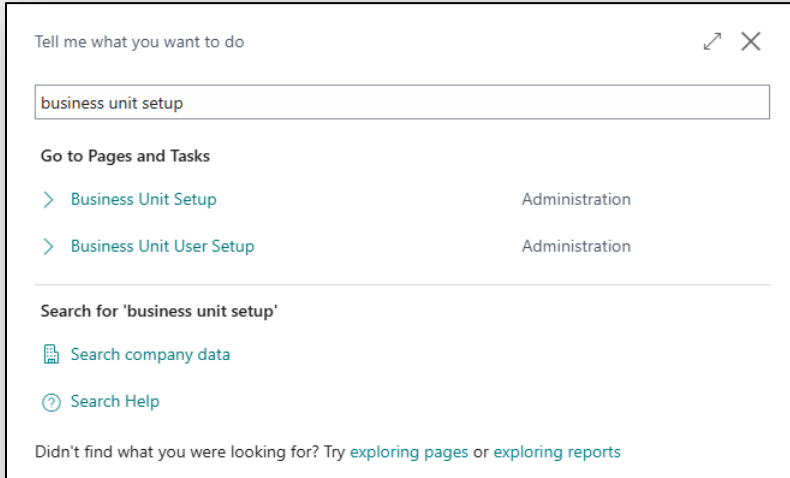 Tell me what you want to do
business unit setup
Go to Pages and Tasks
Business Unit Setup Administration
Business Unit User Setup Administration
Search for 'business unit setup'
Search company data
Search Help
Didn't find what you were looking for? Try exploring pages or exploring reports